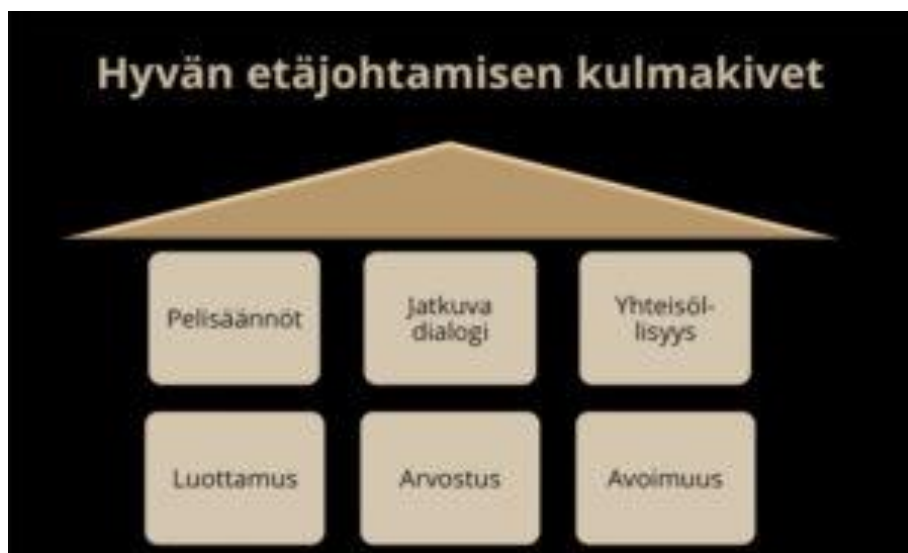 Hyvän etäjohtamisen kulmakivet
Pelisäännöt
Jatkuva
dialogi
Yhteisöl-
lisyys
Luottamus
Arvostus
Avoimuus